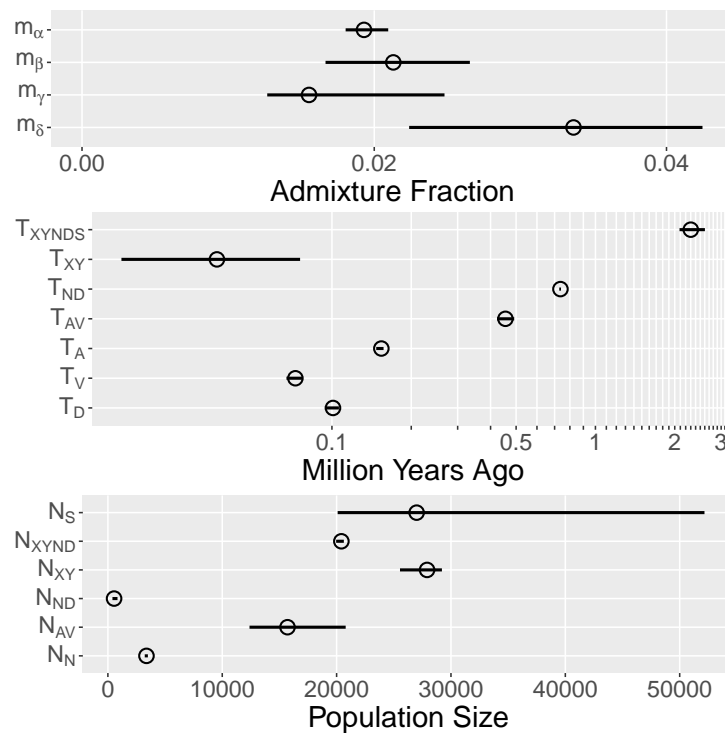 mα
mβ
mγ
mδ
0.00 0.02 0.04
Admixture Fraction
TXYNDS
TXY
TND
TAV
TA
TV
TD
0.1 0.5 1 2 3
Million Years Ago
NS
NXYND
NXY
NND
NAV
NN
0 10000 20000 30000 40000 50000
Population Size